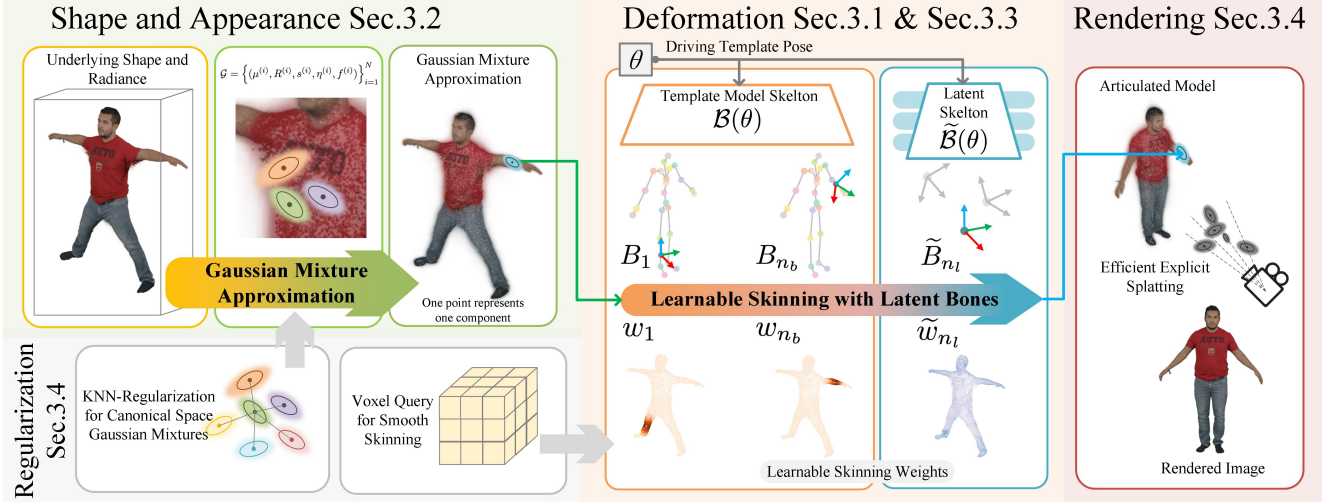 Shape and Appearance Sec.3.2
Underlying Shape and
Radiance
𝒢 = {(μ^{(i)}, R^{(i)}, s^{(i)}, η^{(i)}, f^{(i)})}_{i=1}^{N}
Gaussian Mixture
Approximation
AUTO
Gaussian Mixture
Approximation
One point represents
one component
Regularization
Sec.3.4
KNN-Regularization
for Canonical Space
Gaussian Mixtures
Voxel Query
for Smooth
Skinning
Deformation Sec.3.1 & Sec.3.3
θ
Driving Template Pose
Template Model Skelton
ℬ(θ)
Latent
Skelton
ℬ̃(θ)
B_1
B_{n_b}
B̃_{n_l}
Learnable Skinning with Latent Bones
w_1
w_{n_b}
w̃_{n_l}
Learnable Skinning Weights
Rendering Sec.3.4
Articulated Model
Efficient Explicit
Splatting
AUTO
Rendered Image